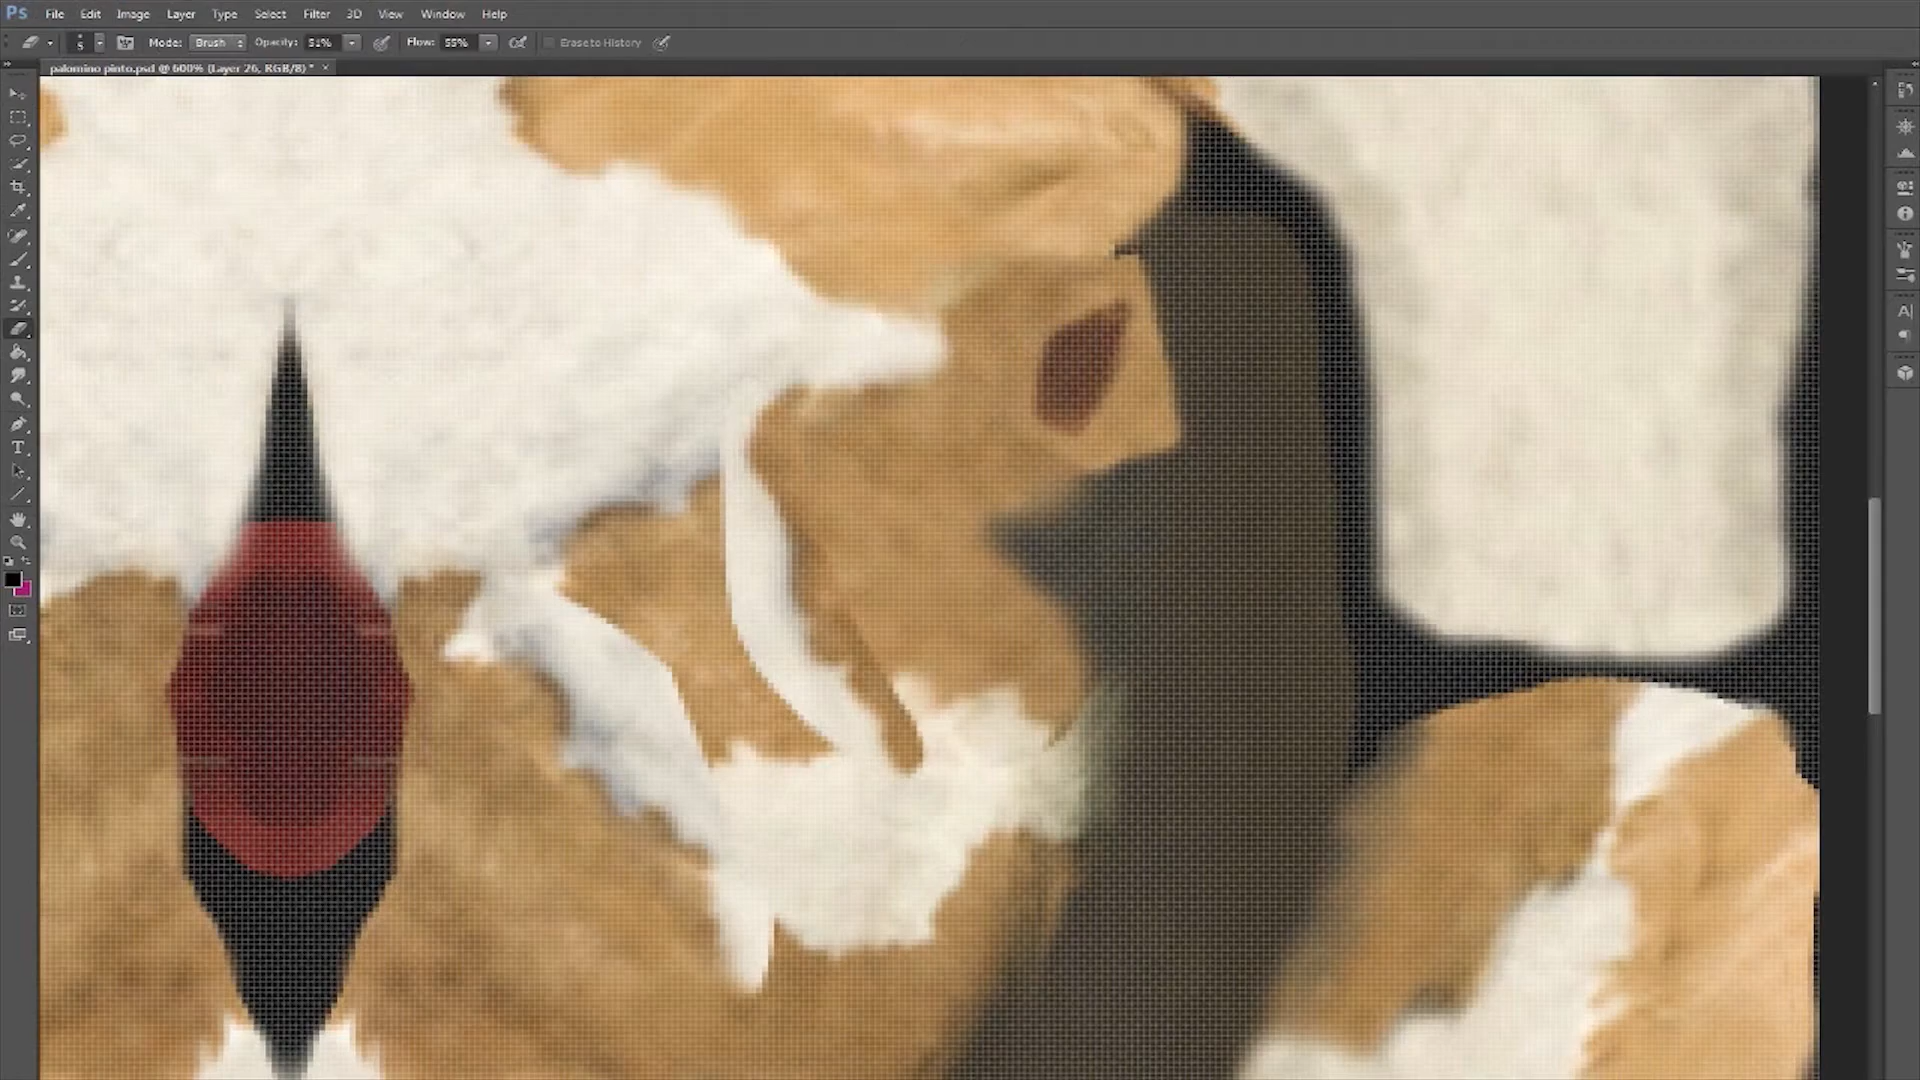 Ps File Edit Image Layer Type Select Filter 3D View Window Help
5 Mode: Brush Opacity: 51% Flow: 55% Erase to History
palomino pinto.psd @ 600% (Layer 26, RGB/8) * ×
T
A